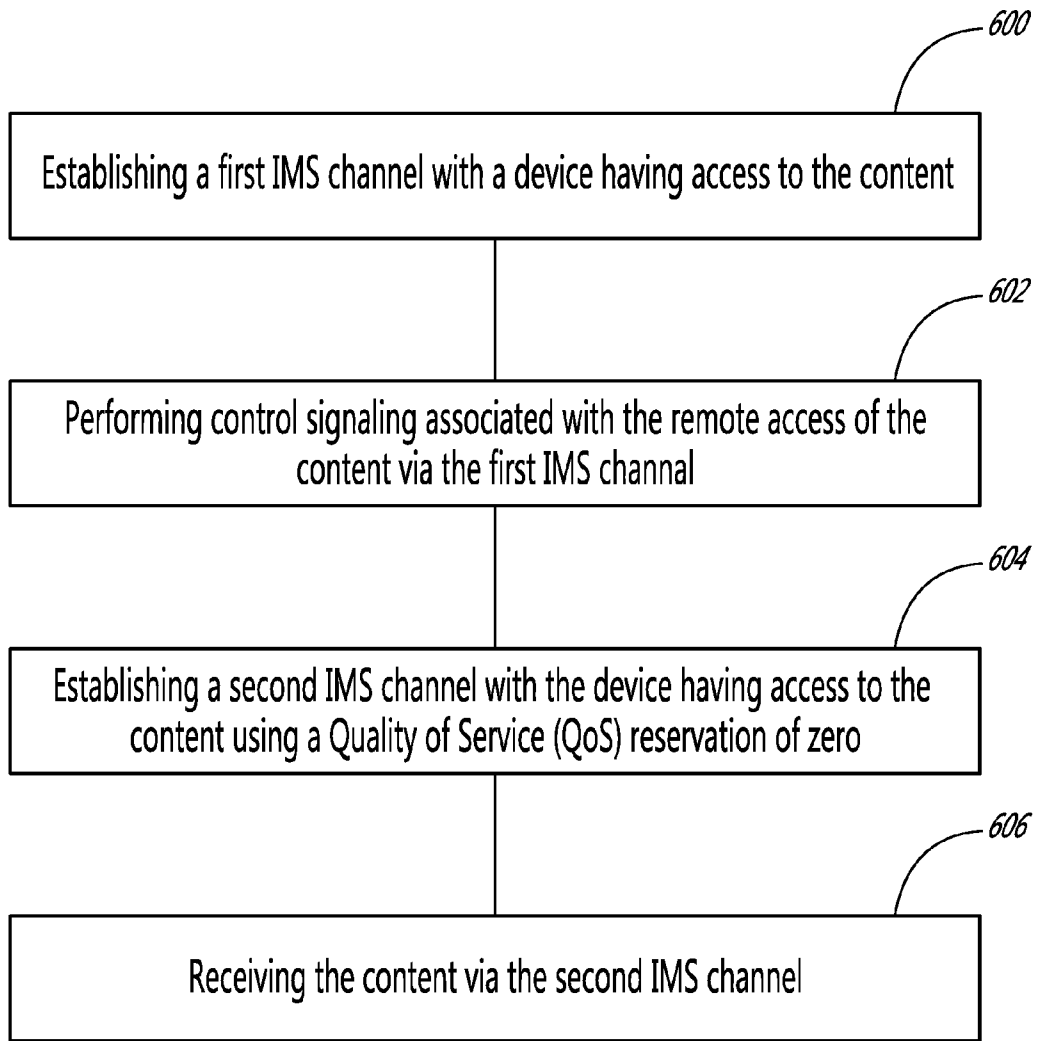 600
Establishing a first IMS channel with a device having access to the content
602
Performing control signaling associated with the remote access of the
content via the first IMS channal
604
Establishing a second IMS channel with the device having access to the
content using a Quality of Service (QoS) reservation of zero
606
Receiving the content via the second IMS channel